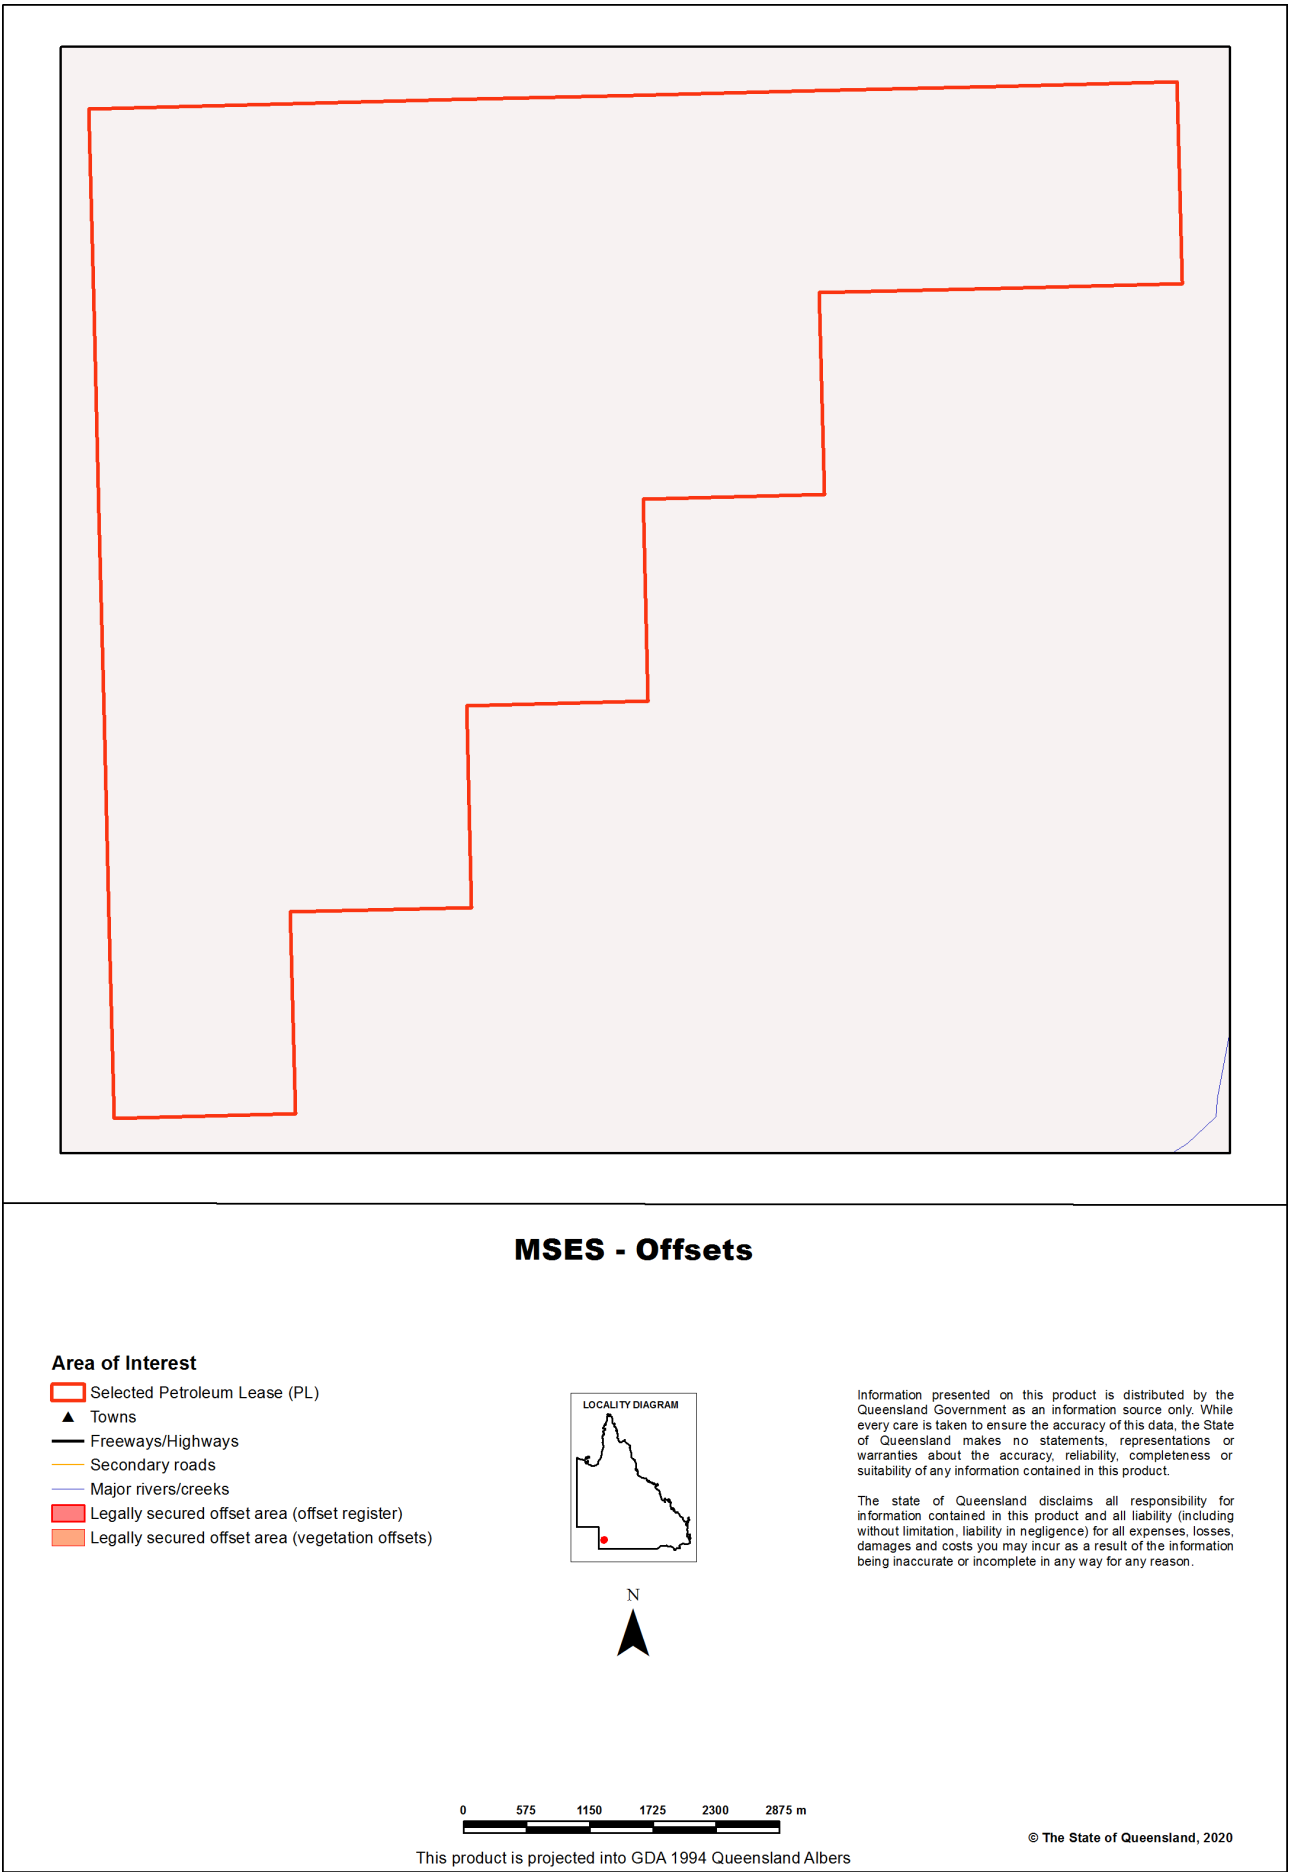 MSES - Offsets
Area of Interest
Selected Petroleum Lease (PL)
Towns
Freeways/Highways
Secondary roads
Major rivers/creeks
Legally secured offset area (offset register)
Legally secured offset area (vegetation offsets)
LOCALITY DIAGRAM
N
Information presented on this product is distributed by the
Queensland Government as an information source only. While
every care is taken to ensure the accuracy of this data, the State
of Queensland makes no statements, representations or
warranties about the accuracy, reliability, completeness or
suitability of any information contained in this product.
The state of Queensland disclaims all responsibility for
information contained in this product and all liability (including
without limitation, liability in negligence) for all expenses, losses,
damages and costs you may incur as a result of the information
being inaccurate or incomplete in any way for any reason.
0 575 1150 1725 2300 2875 m
This product is projected into GDA 1994 Queensland Albers
© The State of Queensland, 2020